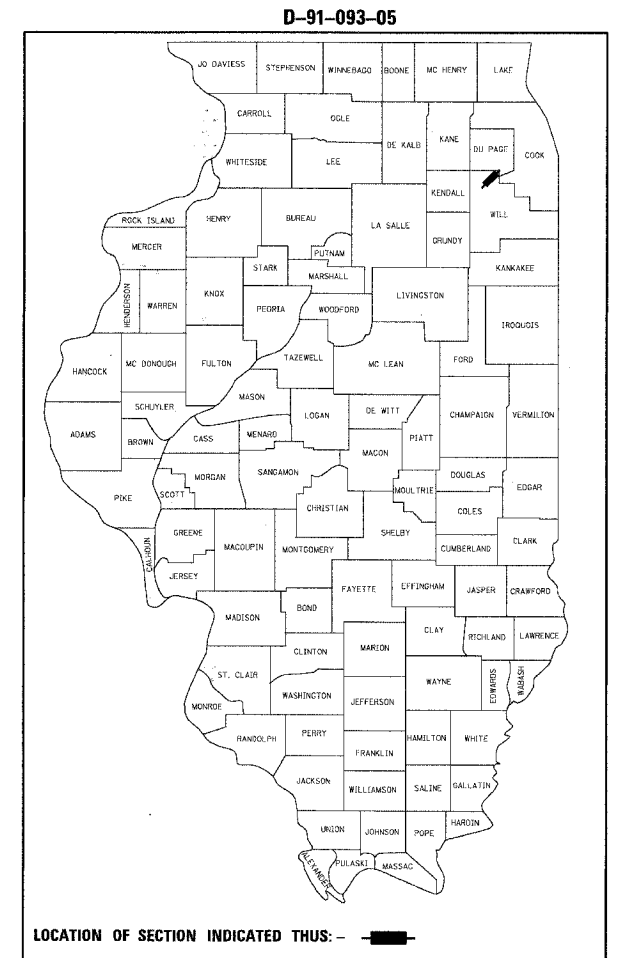 D-91-093-05
JO DAVIESS
STEPHENSON
WINNEBAGO
BOONE
MC HENRY
LAKE
CARROLL
OGLE
DE KALB
KANE
DU PAGE
COOK
WHITESIDE
LEE
KENDALL
WILL
ROCK ISLAND
HENRY
BUREAU
LA SALLE
GRUNDY
MERCER
PUTNAM
KANKAKEE
STARK
MARSHALL
HENDERSON
WARREN
KNOX
PEORIA
WOODFORD
LIVINGSTON
IROQUOIS
HANCOCK
MC DONOUGH
FULTON
TAZEWELL
MC LEAN
FORD
MASON
SCHUYLER
LOGAN
DE WITT
CHAMPAIGN
VERMILION
ADAMS
BROWN
CASS
MENARD
PIATT
MACON
SANGAMON
MORGAN
DOUGLAS
EDGAR
PIKE
SCOTT
MOULTRIE
CHRISTIAN
COLES
GREENE
SHELBY
CLARK
CALHOUN
MACOUPIN
MONTGOMERY
CUMBERLAND
JERSEY
FAYETTE
EFFINGHAM
JASPER
CRAWFORD
BOND
MADISON
CLAY
RICHLAND
LAWRENCE
MARION
CLINTON
ST. CLAIR
WAYNE
EDWARDS
WABASH
WASHINGTON
JEFFERSON
MONROE
RANDOLPH
PERRY
HAMILTON
WHITE
FRANKLIN
JACKSON
WILLIAMSON
SALINE
GALLATIN
UNION
JOHNSON
POPE
HARDIN
ALEXANDER
PULASKI
MASSAC
LOCATION OF SECTION INDICATED THUS: -